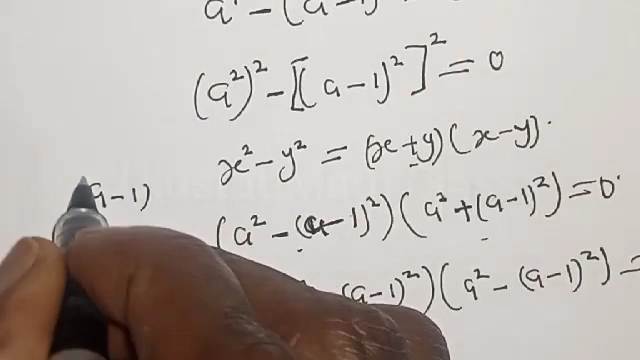 (a²)² - [(a-1)²]² = 0
x² - y² = (x+y)(x-y).
a-1)
(a² - (a-1)²)(a² + (a-1)²) = 0
(a-1)²)(a² - (a-1)²) =